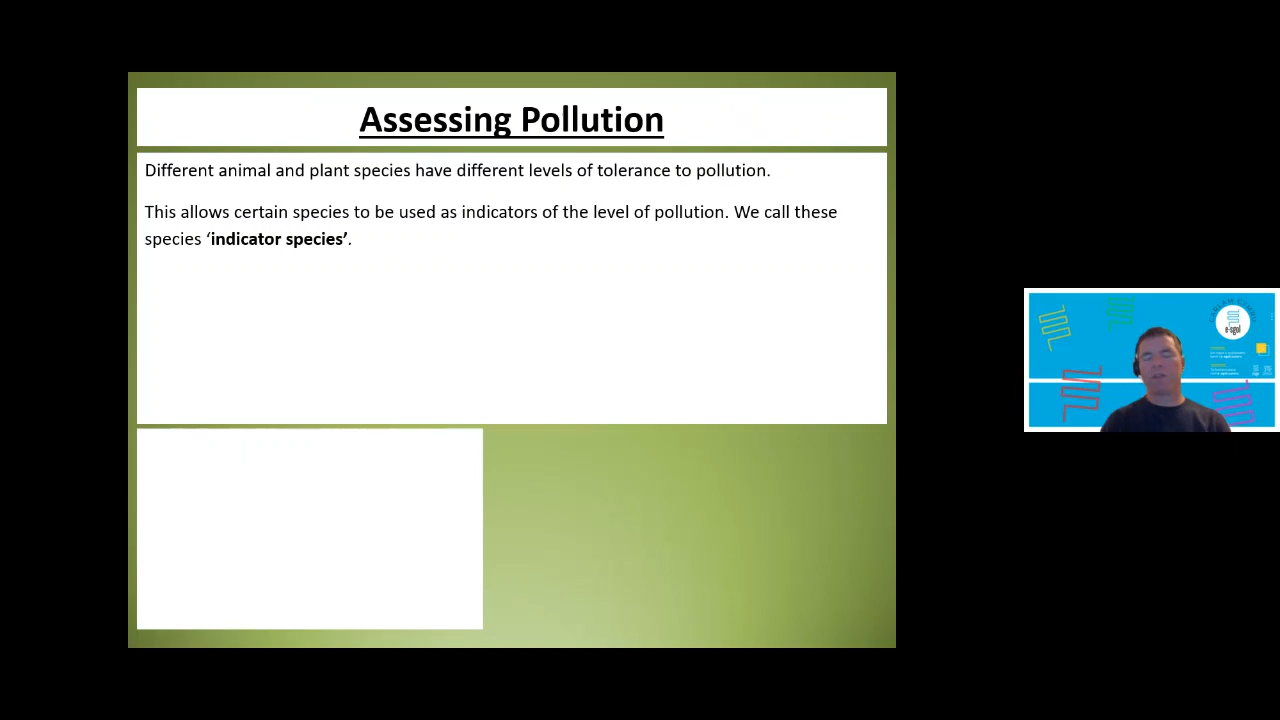 Assessing Pollution
Different animal and plant species have different levels of tolerance to pollution.
This allows certain species to be used as indicators of the level of pollution. We call these
species ‘indicator species’.
e-sgol